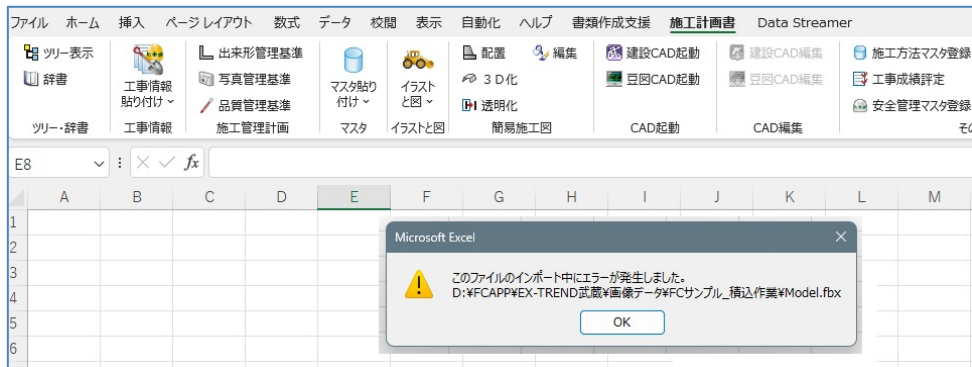 ファイル ホーム 挿入 ページ レイアウト 数式 データ 校閲 表示 自動化 ヘルプ 書類作成支援 施工計画書 Data Streamer
ツリー表示 出来形管理基準 配置 編集 建設CAD起動 建設CAD編集 施工方法マスタ登録
辞書 工事情報貼り付け 写真管理基準 マスタ貼り付け イラストと図 3D化 豆図CAD起動 豆図CAD編集 工事成績評定
品質管理基準 透明化 安全管理マスタ登録
ツリー・辞書 工事情報 施工管理計画 マスタ イラストと図 簡易施工図 CAD起動 CAD編集 その
E8 fx
A B C D E F G H I J K L M
1
2
3
4
5
6
Microsoft Excel
このファイルのインポート中にエラーが発生しました。
D:¥FCAPP¥EX-TREND武蔵¥画像データ¥FCサンプル_積込作業¥Model.fbx
OK